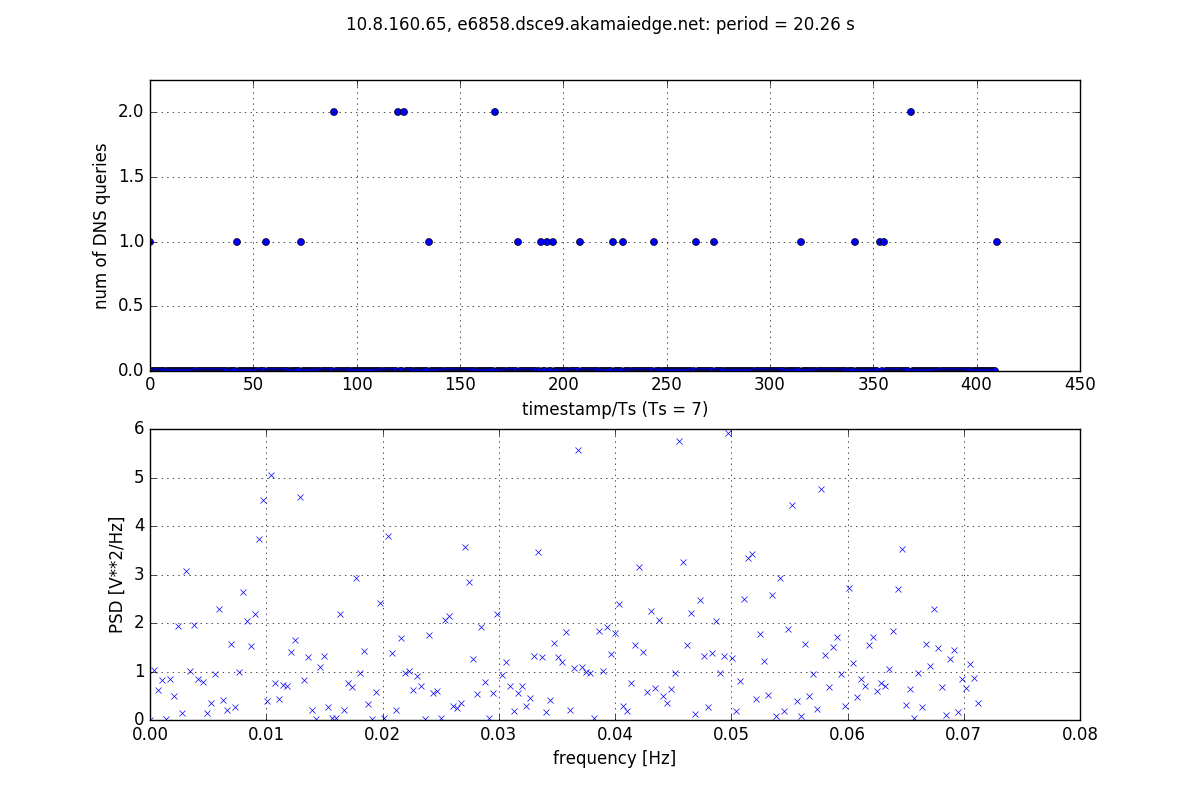 10.8.160.65, e6858.dsce9.akamaiedge.net: period = 20.26 s
2.0
1.5
1.0
0.5
0.0
num of DNS queries
0 50 100 150 200 250 300 350 400 450
timestamp/Ts (Ts = 7)
6
5
4
3
2
1
0
PSD [V**2/Hz]
0.00 0.01 0.02 0.03 0.04 0.05 0.06 0.07 0.08
frequency [Hz]